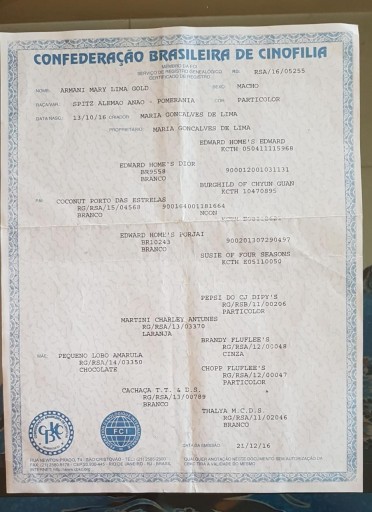 CONFEDERAÇÃO BRASILEIRA DE CINOFILIA
MEMBRO DA FCI
SERVIÇO DE REGISTRO GENEALÓGICO
CERTIFICADO DE REGISTRO
RSA/16/05255
NOME: ARMANI MARY LIMA GOLD
SEXO: MACHO
RAÇA/VAR: SPITZ ALEMAO ANAO - POMERANIA
COR: PARTICOLOR
DATA NASC: 13/10/16
CRIADOR: MARIA GONCALVES DE LIMA
PROPRIETÁRIO: MARIA GONCALVES DE LIMA
EDWARD HOME'S EDWARD
KCTH 050411115968
EDWARD HOME'S DIOR
BN9558
BRANCO
900012001031131
BURGHILD OF CHYUN GUAN
KCTH 10470895
PAI: COCONUT PORTO DAS ESTRELAS
RG/RSA/15/04568
BRANCO
900164001181664
NOON
EDWARD HOME'S PORJAI
BR10243
BRANCO
900201307290497
SUSIE OF FOUR SEASONS
KCTH E05110050
PEPSI DO CJ DIPY'S
RG/RSB/11/00206
PARTICOLOR
MARTINI CHARLEY ANTUNES
RG/RSA/13/03370
LARANJA
BRANDY FLUFLEE'S
RG/RSA/12/00048
CINZA
MÃE: PEQUENO LOBO AMARULA
RG/RSA/14/03350
CHOCOLATE
CHOPP FLUFLEE'S
RG/RSA/12/00047
PARTICOLOR
CACHAÇA T.T. & D.S.
RG/RSA/13/00789
BRANCO
THALYA M.C.D.S.
RG/RSA/11/02046
BRANCO
CBKC
FCI
DATA DA EMISSÃO: 21/12/16